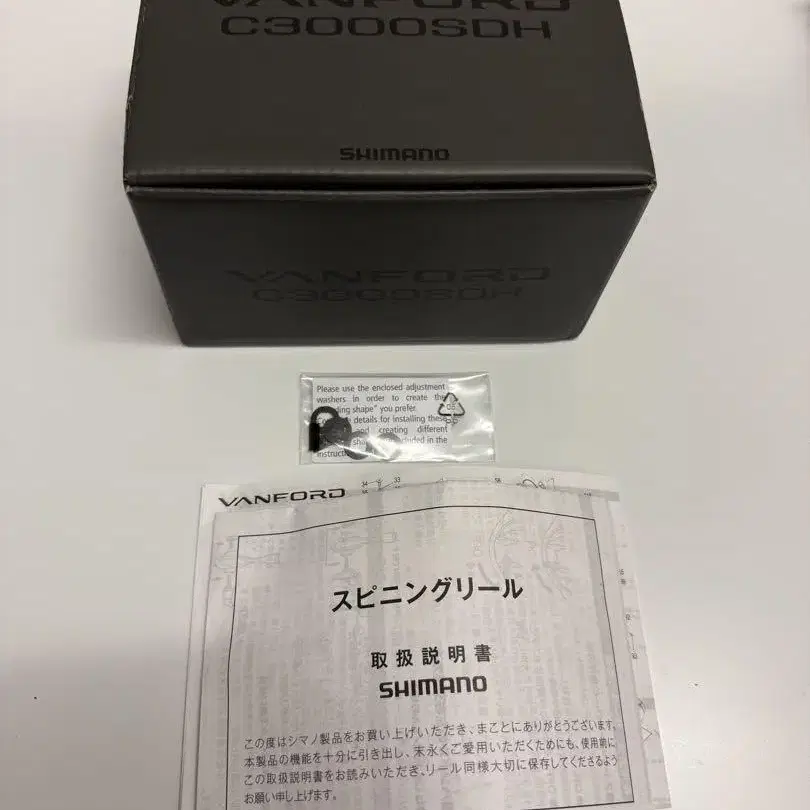 VANFORD
C3000SDH
SHIMANO
VANFORD
C3000SDH
Please use the enclosed adjustment
washers in order to create the
shape" you prefer.
details for installing these
and creating different
included in the
VANFORD
34
33
スピニングリール
取扱説明書
SHIMANO
この度はシマノ製品をお買い上げいただき、まことにありがとうございます。
本製品の機能を十分に引き出し、末永くご愛用いただくためにも、使用前に
この取扱説明書をお読みいただき、リール同様大切に保存してくださるよう
お願い申し上げます。